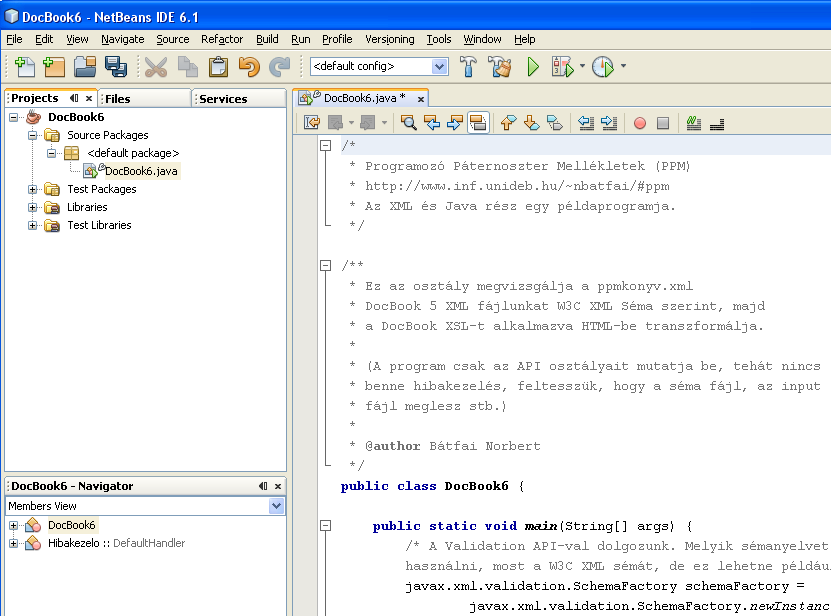 DocBook6 - NetBeans IDE 6.1
File Edit View Navigate Source Refactor Build Run Profile Versioning Tools Window Help
<default config>
Projects
Files
Services
DocBook6
Source Packages
<default package>
DocBook6.java
Test Packages
Libraries
Test Libraries
DocBook6 - Navigator
Members View
DocBook6
Hibakezelo :: DefaultHandler
DocBook6.java *
/*
* Programozó Páternoszter Mellékletek (PPM)
* http://www.inf.unideb.hu/~nbatfai/#ppm
* Az XML és Java rész egy példaprogramja.
*/
/**
* Ez az osztály megvizsgálja a ppmkonyv.xml
* DocBook 5 XML fájlunkat W3C XML Séma szerint, majd
* a DocBook XSL-t alkalmazva HTML-be transzformálja.
*
* (A program csak az API osztályait mutatja be, tehát nincs
* benne hibakezelés, feltesszük, hogy a séma fájl, az input
* fájl meglesz stb.)
*
* @author Bátfai Norbert
*/
public class DocBook6 {
public static void main(String[] args) {
/* A Validation API-val dolgozunk. Melyik sémanyelvet
használni, most a W3C XML sémát, de ez lehetne példáu
javax.xml.validation.SchemaFactory schemaFactory =
javax.xml.validation.SchemaFactory.newInstanc